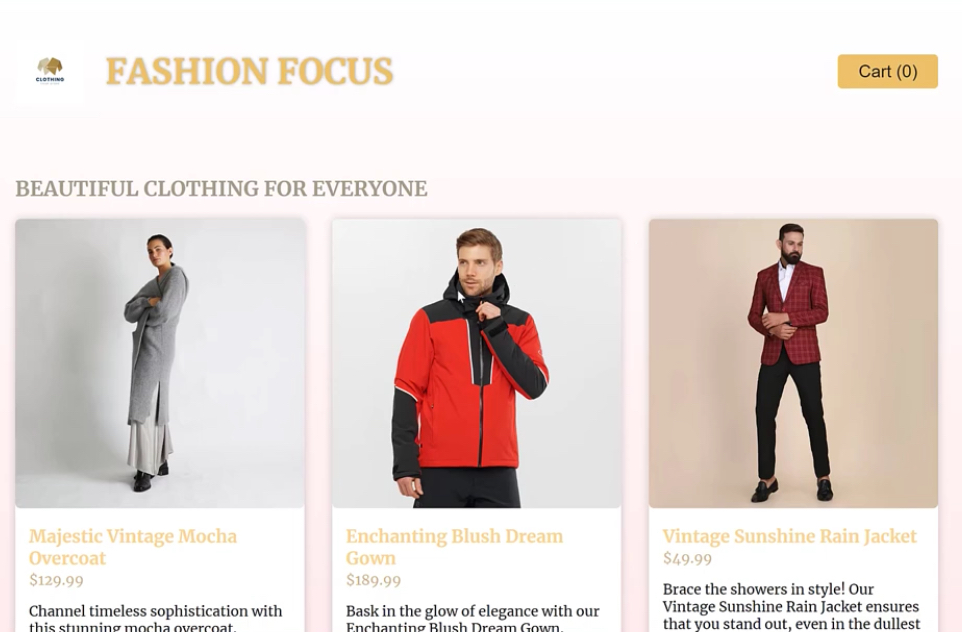 CLOTHING
FASHION FOCUS
Cart (0)
BEAUTIFUL CLOTHING FOR EVERYONE
Majestic Vintage Mocha
Overcoat
$129.99
Channel timeless sophistication with
this stunning mocha overcoat.
Enchanting Blush Dream
Gown
$189.99
Bask in the glow of elegance with our
Enchanting Blush Dream Gown.
Vintage Sunshine Rain Jacket
$49.99
Brace the showers in style! Our
Vintage Sunshine Rain Jacket ensures
that you stand out, even in the dullest